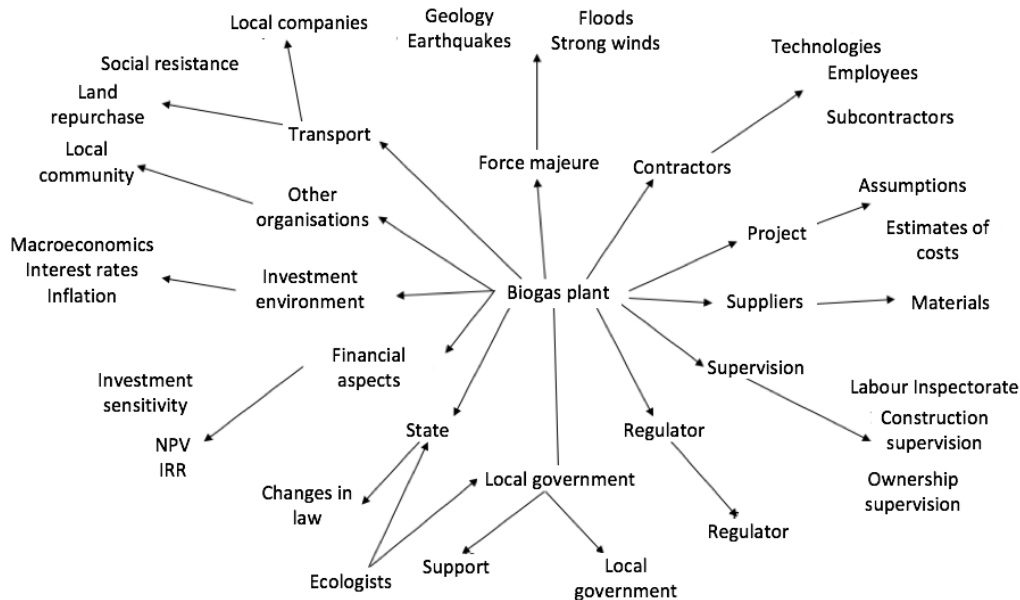 Local companies
Geology
Earthquakes
Floods
Strong winds
Technologies
Employees
Subcontractors
Social resistance
Land
repurchase
Transport
Force majeure
Contractors
Local
community
Other
organisations
Assumptions
Project
Estimates of
costs
Macroeconomics
Interest rates
Inflation
Investment
environment
Biogas plant
Suppliers
Materials
Financial
aspects
Supervision
Investment
sensitivity
NPV
IRR
Labour Inspectorate
Construction
supervision
Ownership
supervision
State
Regulator
Changes in
law
Local government
Regulator
Ecologists
Support
Local
government